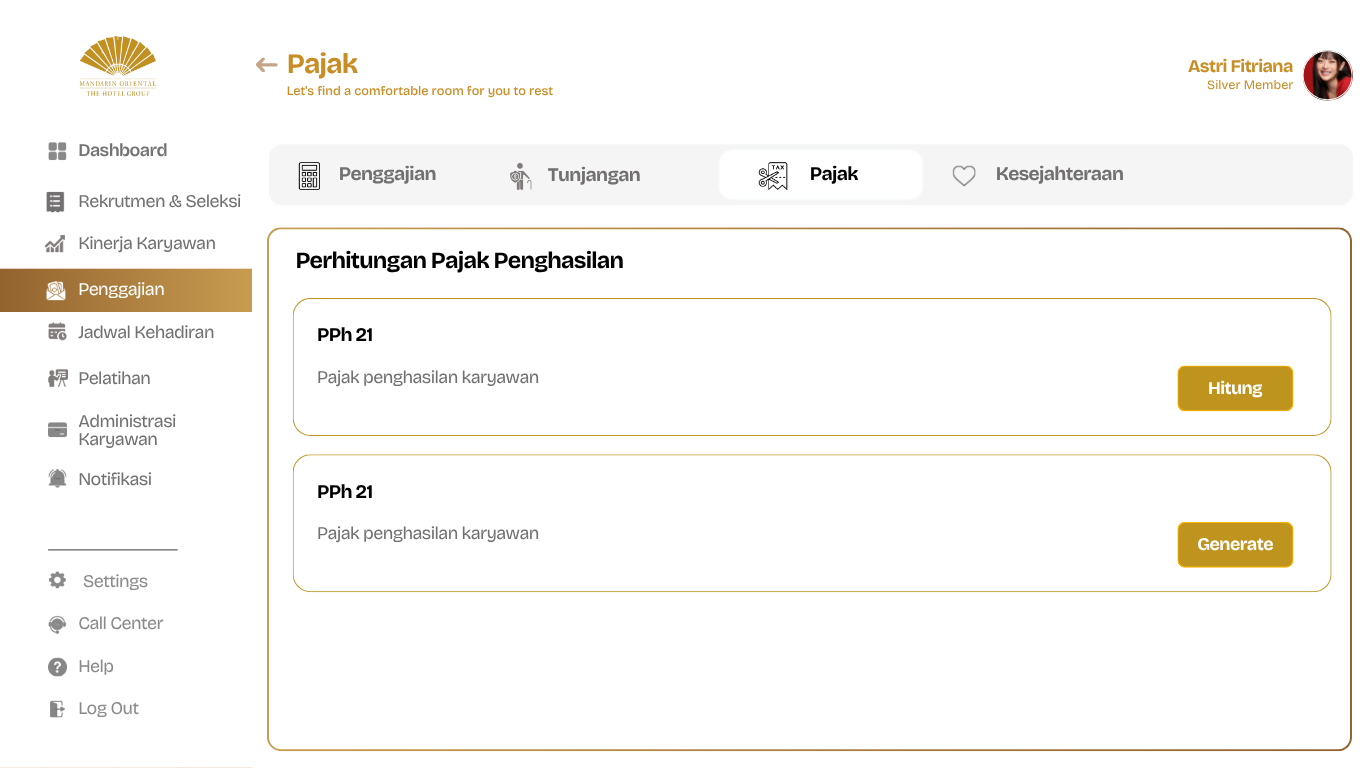 MANDARIN ORIENTAL
THE HOTEL GROUP
Pajak
Let's find a comfortable room for you to rest
Astri Fitriana
Silver Member
Dashboard
Rekrutmen & Seleksi
Kinerja Karyawan
Penggajian
Jadwal Kehadiran
Pelatihan
Administrasi
Karyawan
Notifikasi
Settings
Call Center
Help
Log Out
Penggajian
Tunjangan
TAX
Pajak
Kesejahteraan
Perhitungan Pajak Penghasilan
PPh 21
Pajak penghasilan karyawan
Hitung
PPh 21
Pajak penghasilan karyawan
Generate